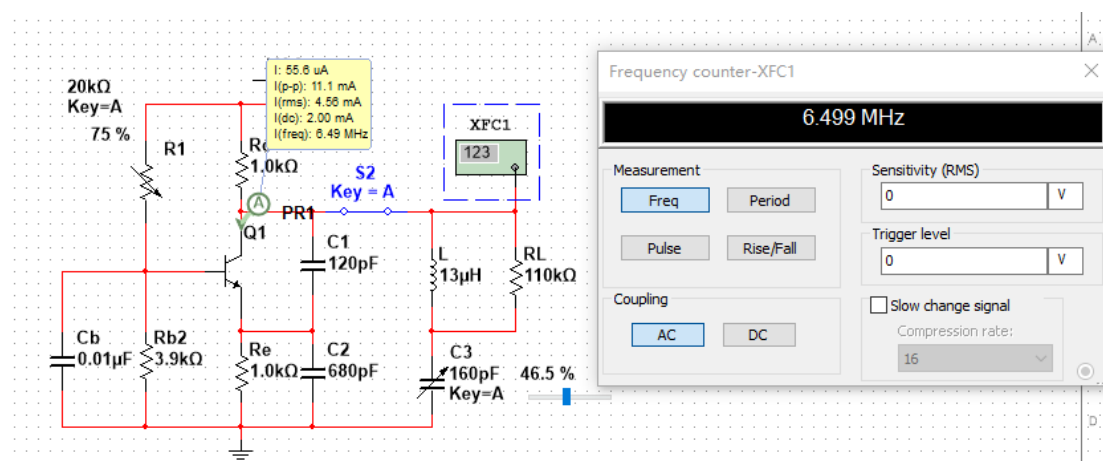 20kΩ
Key=A
75 %
R1
I: 55.6 uA
I(p-p): 11.1 mA
I(rms): 4.56 mA
I(dc): 2.00 mA
I(freq): 6.49 MHz
1.0kΩ
A
PR1
Q1
S2
Key = A
XFC1
123
C1
120pF
L
13µH
RL
110kΩ
Cb
0.01µF
Rb2
3.9kΩ
Re
1.0kΩ
C2
680pF
C3
160pF
Key=A
46.5 %
A
D
Frequency counter-XFC1
6.499 MHz
Measurement
Freq
Period
Pulse
Rise/Fall
Coupling
AC
DC
Sensitivity (RMS)
0
V
Trigger level
0
V
Slow change signal
Compression rate:
16